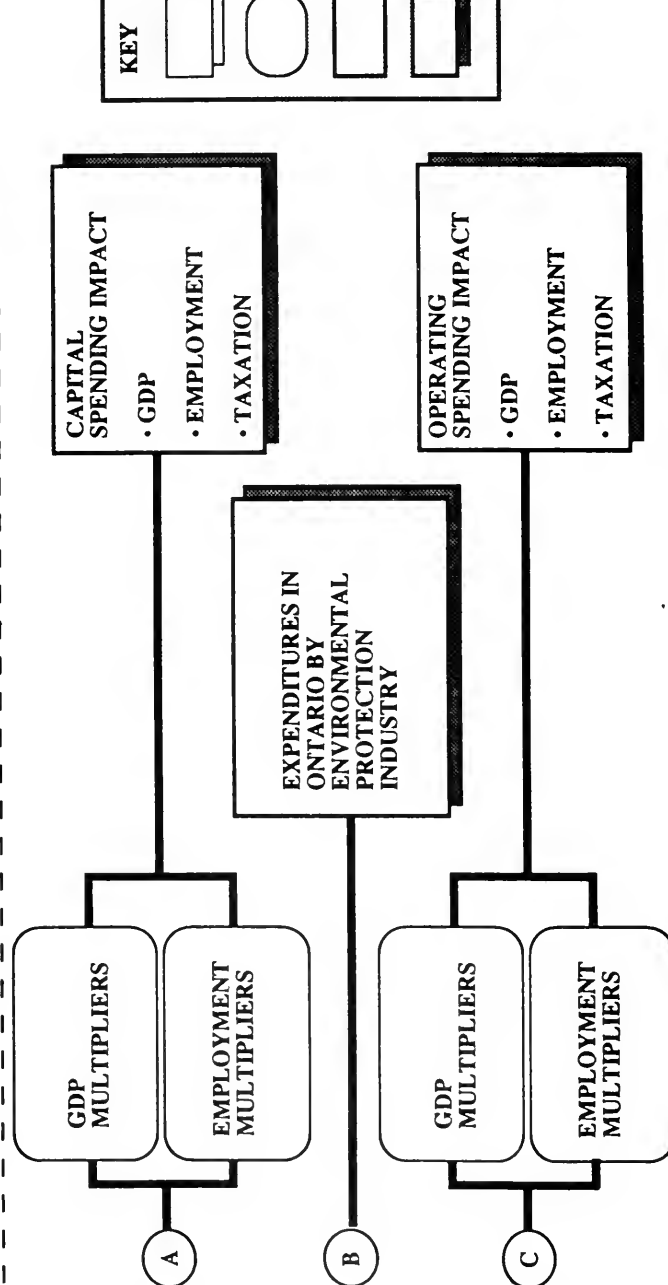 A
GDP
MULTIPLIERS
EMPLOYMENT
MULTIPLIERS
CAPITAL
SPENDING IMPACT
• GDP
• EMPLOYMENT
• TAXATION
B
EXPENDITURES IN
ONTARIO BY
ENVIRONMENTAL
PROTECTION
INDUSTRY
C
GDP
MULTIPLIERS
EMPLOYMENT
MULTIPLIERS
OPERATING
SPENDING IMPACT
• GDP
• EMPLOYMENT
• TAXATION
KEY